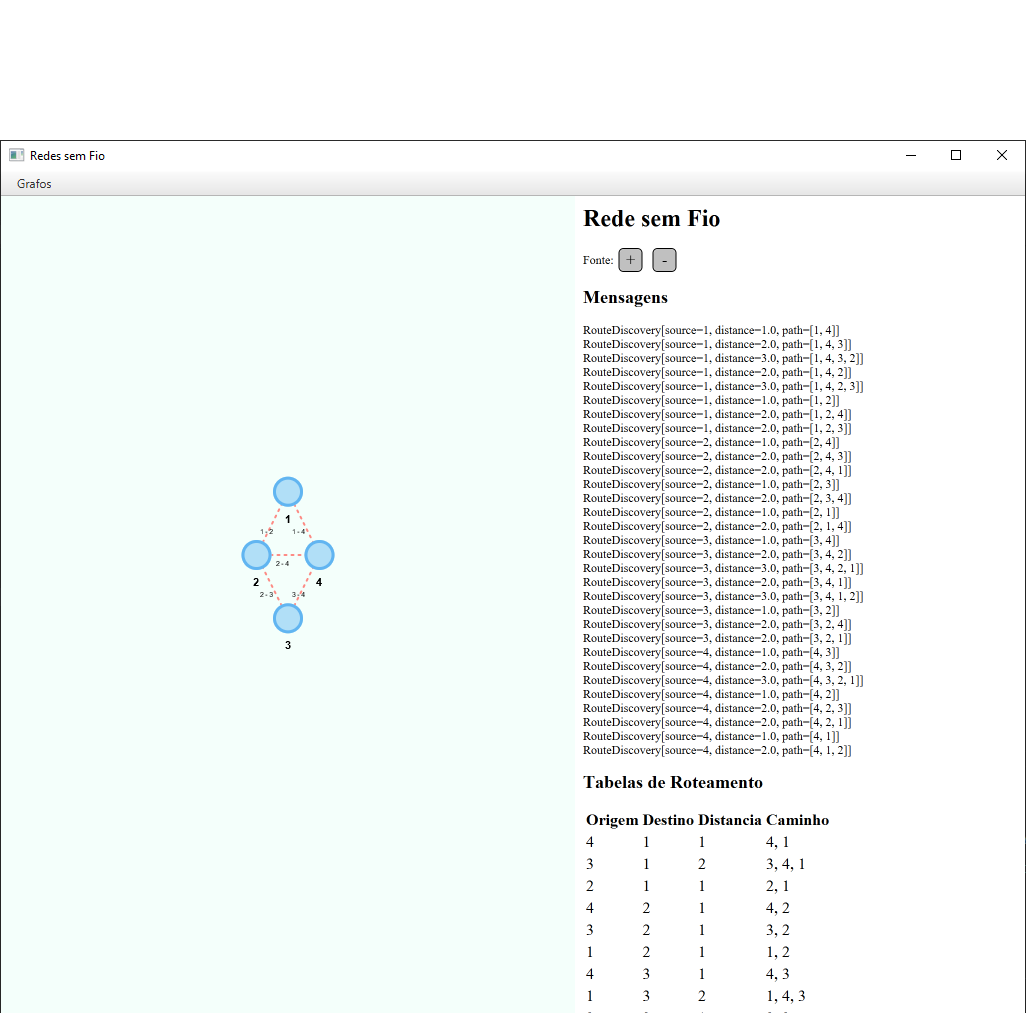 Redes sem Fio
Grafos
1
1-2
1-4
2-4
2
4
2-3
3-4
3
Rede sem Fio
Fonte: + -
Mensagens
RouteDiscovery[source=1, distance=1.0, path=[1, 4]]
RouteDiscovery[source=1, distance=2.0, path=[1, 4, 3]]
RouteDiscovery[source=1, distance=3.0, path=[1, 4, 3, 2]]
RouteDiscovery[source=1, distance=2.0, path=[1, 4, 2]]
RouteDiscovery[source=1, distance=3.0, path=[1, 4, 2, 3]]
RouteDiscovery[source=1, distance=1.0, path=[1, 2]]
RouteDiscovery[source=1, distance=2.0, path=[1, 2, 4]]
RouteDiscovery[source=1, distance=2.0, path=[1, 2, 3]]
RouteDiscovery[source=2, distance=1.0, path=[2, 4]]
RouteDiscovery[source=2, distance=2.0, path=[2, 4, 3]]
RouteDiscovery[source=2, distance=2.0, path=[2, 4, 1]]
RouteDiscovery[source=2, distance=1.0, path=[2, 3]]
RouteDiscovery[source=2, distance=2.0, path=[2, 3, 4]]
RouteDiscovery[source=2, distance=1.0, path=[2, 1]]
RouteDiscovery[source=2, distance=2.0, path=[2, 1, 4]]
RouteDiscovery[source=3, distance=1.0, path=[3, 4]]
RouteDiscovery[source=3, distance=2.0, path=[3, 4, 2]]
RouteDiscovery[source=3, distance=3.0, path=[3, 4, 2, 1]]
RouteDiscovery[source=3, distance=2.0, path=[3, 4, 1]]
RouteDiscovery[source=3, distance=3.0, path=[3, 4, 1, 2]]
RouteDiscovery[source=3, distance=1.0, path=[3, 2]]
RouteDiscovery[source=3, distance=2.0, path=[3, 2, 4]]
RouteDiscovery[source=3, distance=2.0, path=[3, 2, 1]]
RouteDiscovery[source=4, distance=1.0, path=[4, 3]]
RouteDiscovery[source=4, distance=2.0, path=[4, 3, 2]]
RouteDiscovery[source=4, distance=3.0, path=[4, 3, 2, 1]]
RouteDiscovery[source=4, distance=1.0, path=[4, 2]]
RouteDiscovery[source=4, distance=2.0, path=[4, 2, 3]]
RouteDiscovery[source=4, distance=2.0, path=[4, 2, 1]]
RouteDiscovery[source=4, distance=1.0, path=[4, 1]]
RouteDiscovery[source=4, distance=2.0, path=[4, 1, 2]]
Tabelas de Roteamento
Origem Destino Distancia Caminho
4 1 1 4, 1
3 1 2 3, 4, 1
2 1 1 2, 1
4 2 1 4, 2
3 2 1 3, 2
1 2 1 1, 2
4 3 1 4, 3
1 3 2 1, 4, 3